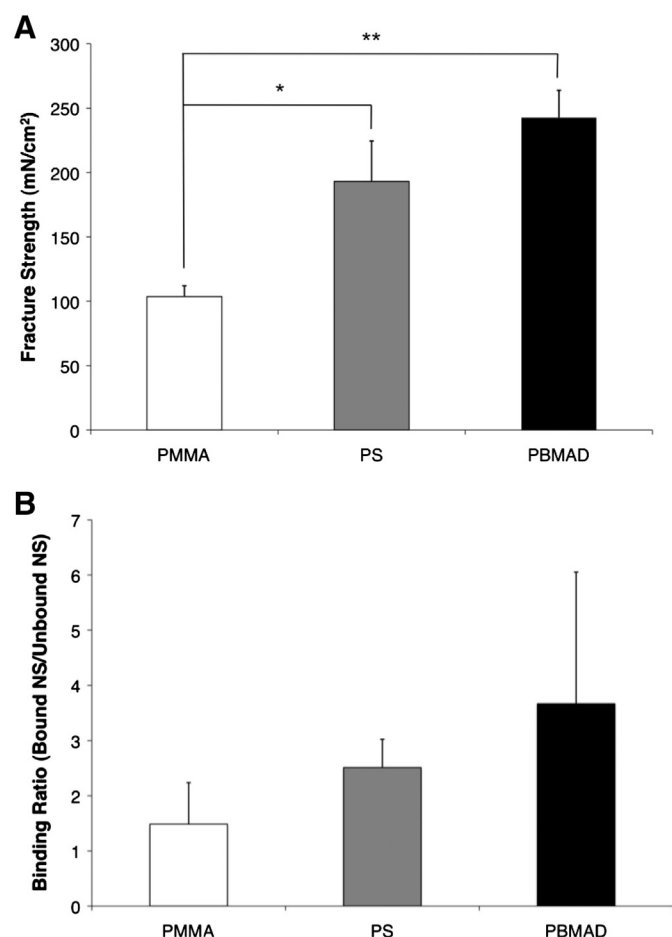 A
Fracture Strength (mN/cm²)
300
250
200
150
100
50
0
**
*
PMMA PS PBMAD
B
Binding Ratio (Bound NS/Unbound NS)
7
6
5
4
3
2
1
0
PMMA PS PBMAD